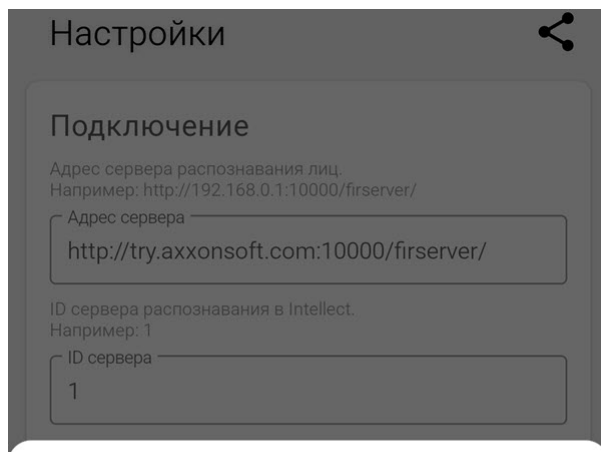 Настройки
Подключение
Адрес сервера распознавания лиц.
Например: http://192.168.0.1:10000/firserver/
Адрес сервера
http://try.axxonsoft.com:10000/firserver/
ID сервера распознавания в Intellect.
Например: 1
ID сервера
1